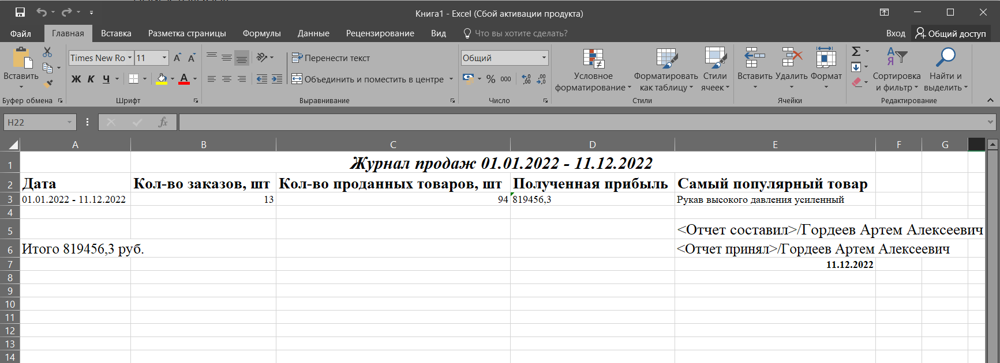 Книга1 - Excel (Сбой активации продукта)
Файл Главная Вставка Разметка страницы Формулы Данные Рецензирование Вид Что вы хотите сделать? Вход Общий доступ
Вставить
Буфер обмена
Times New Ro 11
Ж К Ч
А
Шрифт
Перенести текст
Объединить и поместить в центре
Выравнивание
Общий
% 000
Число
Условное форматирование
Форматировать как таблицу
Стили ячеек
Стили
Вставить Удалить Формат
Ячейки
Сортировка и фильтр
Найти и выделить
Редактирование
H22 fx
A B C D E F G
1 Журнал продаж 01.01.2022 - 11.12.2022
2 Дата Кол-во заказов, шт Кол-во проданных товаров, шт Полученная прибыль Самый популярный товар
3 01.01.2022 - 11.12.2022 13 94 819456,3 Рукав высокого давления усиленный
4
5 <Отчет составил>/Гордеев Артем Алексеевич
6 Итого 819456,3 руб. <Отчет принял>/Гордеев Артем Алексеевич
7 11.12.2022
8
9
10
11
12
13
14